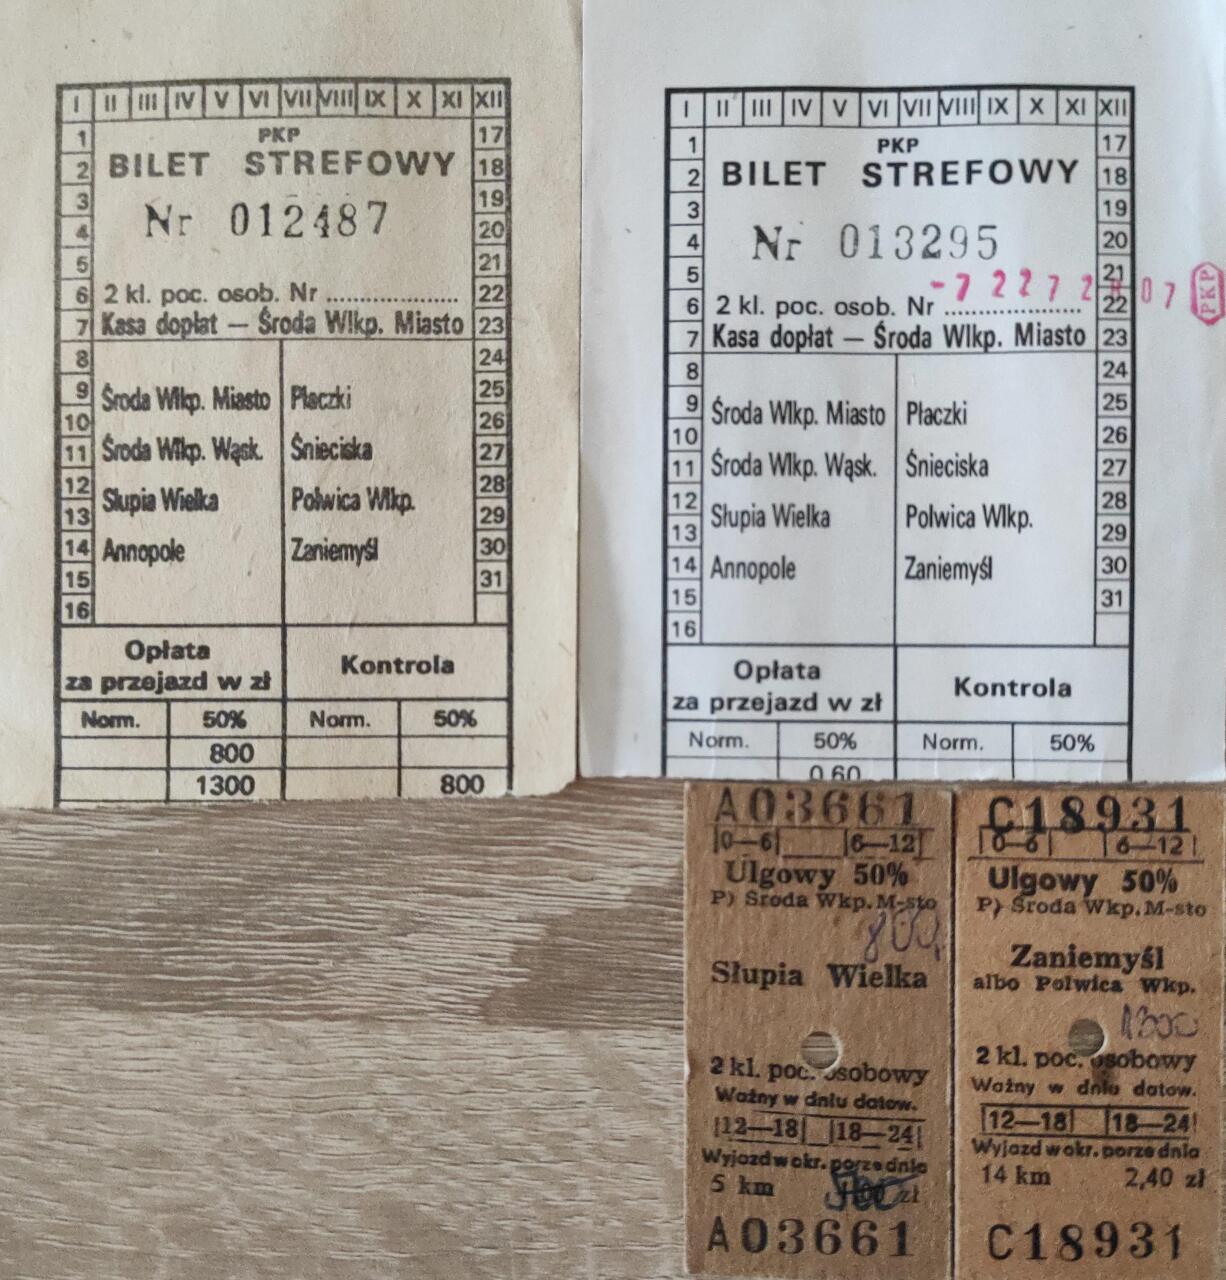 I II III IV V VI VII VIII IX X XI XII
PKP
BILET STREFOWY
Nr 012487
2 kl. poc. osob. Nr ....................
Kasa dopłat — Środa Wlkp. Miasto
1
2
3
4
5
6
7
8
9
10
11
12
13
14
15
16
17
18
19
20
21
22
23
24
25
26
27
28
29
30
31
Środa Wlkp. Miasto Płaczki
Środa Wlkp. Wąsk. Śnieciska
Słupia Wielka Polwica Wlkp.
Annopole Zaniemyśl
Opłata
za przejazd w zł
Kontrola
Norm. 50% Norm. 50%
800
1300 800
I II III IV V VI VII VIII IX X XI XII
PKP
BILET STREFOWY
Nr 013295
2 kl. poc. osob. Nr ....................
Kasa dopłat — Środa Wlkp. Miasto
PKP
1
2
3
4
5
6
7
8
9
10
11
12
13
14
15
16
17
18
19
20
21
22
23
24
25
26
27
28
29
30
31
Środa Wlkp. Miasto Płaczki
Środa Wlkp. Wąsk. Śnieciska
Słupia Wielka Polwica Wlkp.
Annopole Zaniemyśl
Opłata
za przejazd w zł
Kontrola
Norm. 50% Norm. 50%
0.60
A03661
0—6 6—12
Ulgowy 50%
P) Środa Wkp. M-sto
800,
Słupia Wielka
2 kl. poc. osobowy
Ważny w dniu datow.
12—18 18—24
Wyjazd w okr. porze dnia
5 km zł
A03661
C18931
0—6 6—12
Ulgowy 50%
P) Środa Wkp. M-sto
Zaniemyśl
albo Polwica Wkp.
1300
2 kl. poc. osobowy
Ważny w dniu datow.
12—18 18—24
Wyjazd w okr. porze dnia
14 km 2,40 zł
C18931